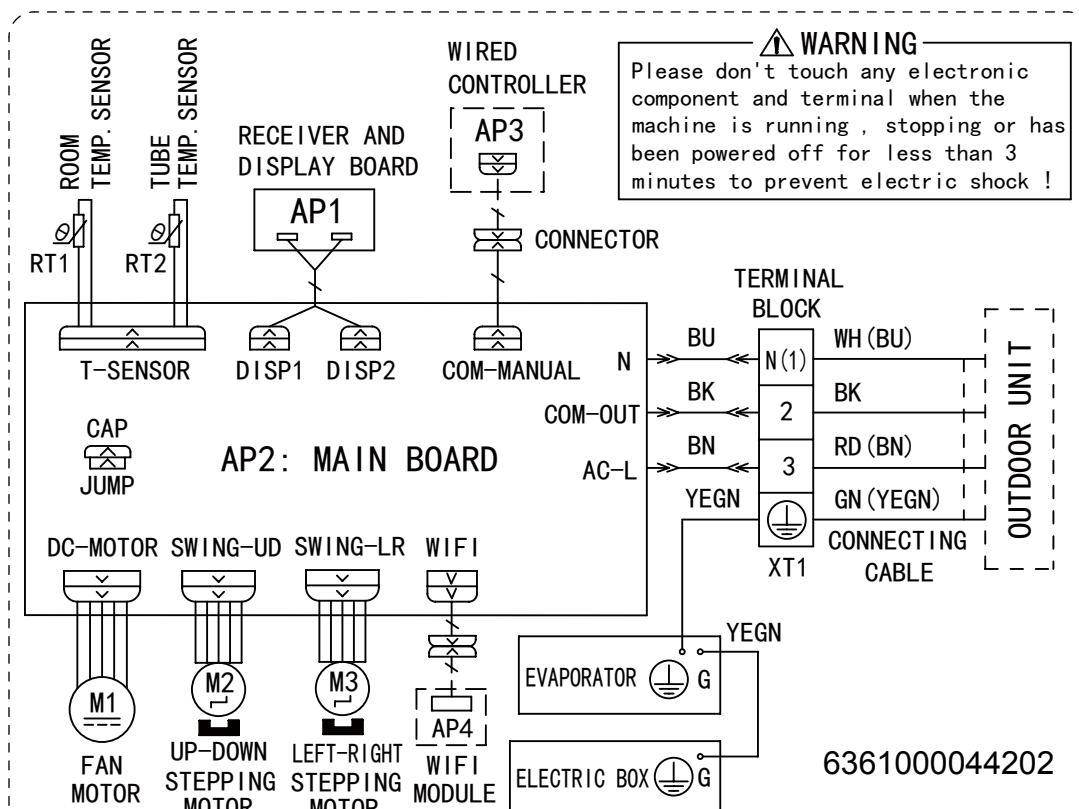 WARNING
Please don't touch any electronic
component and terminal when the
machine is running , stopping or has
been powered off for less than 3
minutes to prevent electric shock !
ROOM
TEMP. SENSOR
TUBE
TEMP. SENSOR
RT1
RT2
RECEIVER AND
DISPLAY BOARD
AP1
WIRED
CONTROLLER
AP3
CONNECTOR
T-SENSOR
DISP1
DISP2
COM-MANUAL
N
COM-OUT
AC-L
CAP
JUMP
AP2: MAIN BOARD
BU
BK
BN
YEGN
TERMINAL
BLOCK
N(1)
2
3
XT1
WH(BU)
BK
RD(BN)
GN(YEGN)
CONNECTING
CABLE
OUTDOOR UNIT
DC-MOTOR
SWING-UD
SWING-LR
WIFI
M1
FAN
MOTOR
M2
UP-DOWN
STEPPING
MOTOR
M3
LEFT-RIGHT
STEPPING
MOTOR
AP4
WIFI
MODULE
EVAPORATOR
G
YEGN
ELECTRIC BOX
G
6361000044202